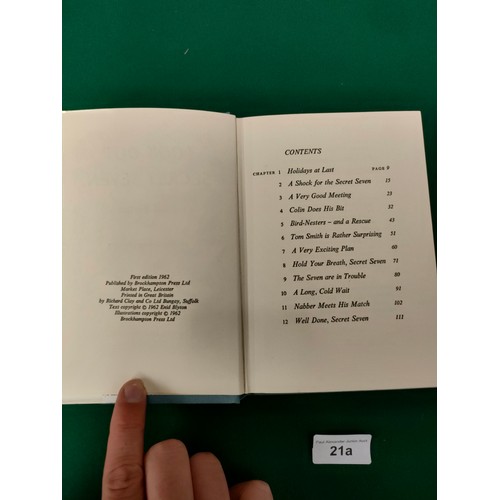 First edition 1962
Published by Brockhampton Press Ltd
Market Place, Leicester
Printed in Great Britain
by Richard Clay and Co Ltd Bungay, Suffolk
Text copyright © 1962 Enid Blyton
Illustrations copyright © 1962
Brockhampton Press Ltd
CONTENTS
CHAPTER 1 Holidays at Last PAGE 9
2 A Shock for the Secret Seven 15
3 A Very Good Meeting 23
4 Colin Does His Bit 32
5 Bird-Nesters – and a Rescue 43
6 Tom Smith is Rather Surprising 51
7 A Very Exciting Plan 60
8 Hold Your Breath, Secret Seven 71
9 The Seven are in Trouble 80
10 A Long, Cold Wait 91
11 Nabber Meets His Match 102
12 Well Done, Secret Seven 111
21a